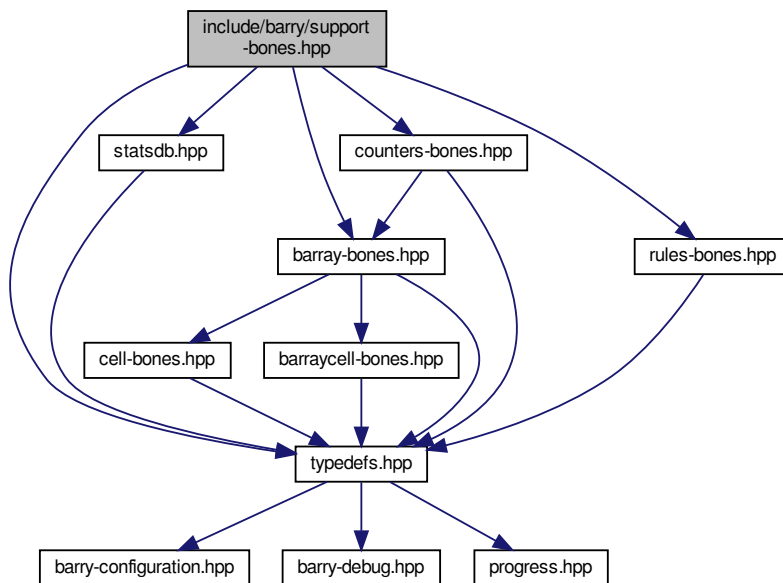 include/barry/support
-bones.hpp
statsdb.hpp
counters-bones.hpp
barray-bones.hpp
rules-bones.hpp
cell-bones.hpp
barraycell-bones.hpp
typedefs.hpp
barry-configuration.hpp
barry-debug.hpp
progress.hpp